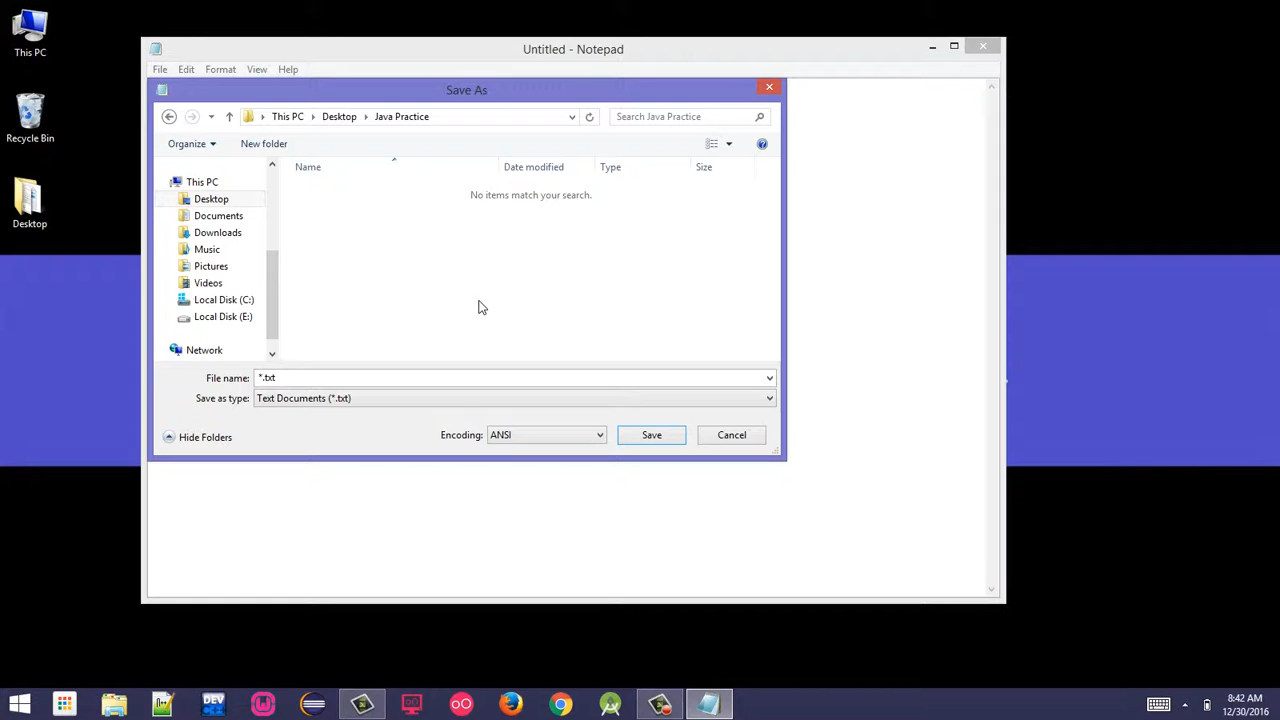 This PC
Recycle Bin
Desktop
Untitled - Notepad
File Edit Format View Help
Save As
This PC Desktop Java Practice
Search Java Practice
Organize New folder
Name Date modified Type Size
No items match your search.
This PC
Desktop
Documents
Downloads
Music
Pictures
Videos
Local Disk (C:)
Local Disk (E:)
Network
File name: *.txt
Save as type: Text Documents (*.txt)
Hide Folders
Encoding: ANSI
Save
Cancel
DEV
8:42 AM
12/30/2016